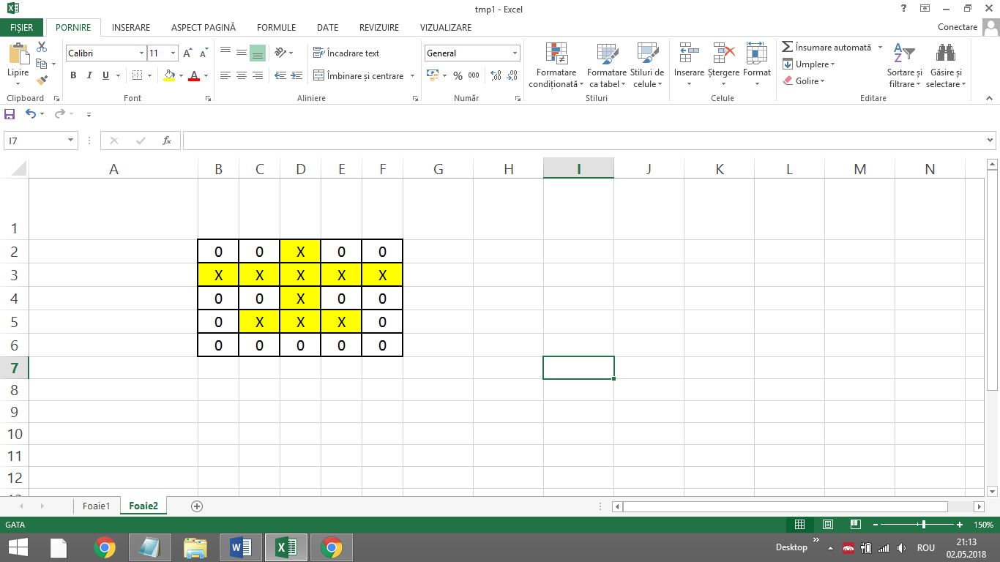 tmp1 - Excel
FIȘIER PORNIRE INSERARE ASPECT PAGINĂ FORMULE DATE REVIZUIRE VIZUALIZARE Conectare
Calibri 11 Încadrare text General Însumare automată
Umplere
Lipire B I U Îmbinare și centrare % 000 Formatare condiționată Formatare ca tabel Stiluri de celule Inserare Ștergere Format Golire Sortare și filtrare Găsire și selectare
Clipboard Font Aliniere Număr Stiluri Celule Editare
I7 fx
A B C D E F G H I J K L M N
1
2 0 0 X 0 0
3 X X X X X
4 0 0 X 0 0
5 0 X X X 0
6 0 0 0 0 0
7
8
9
10
11
12
Foaie1 Foaie2
GATA 150%
Desktop ROU 21:13
02.05.2018